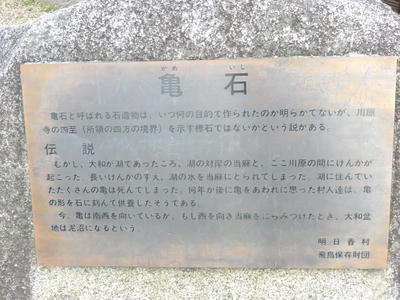 かめ いし
亀石
亀石と呼ばれる石造物は、いつ何の目的で作られたのか明らかでないが、川原
寺の四至（所領の四方の境界）を示す標石ではないかという説がある。
伝説
むかし、大和が湖であったころ、湖の対岸の当麻と、ここ川原の間にけんかが
起こった 長いけんかのすえ、湖の水を当麻にとられてしまった。湖に住んでい
たたくさんの亀は死んでしまった。何年か後に亀をあわれに思った村人達は、亀
の形を石に刻んで供養したそうである。
今、亀は南西を向いているが、もし西を向き当麻をにらみつけたとき、大和盆
地は泥沼になるという。
明日香村
飛鳥保存財団